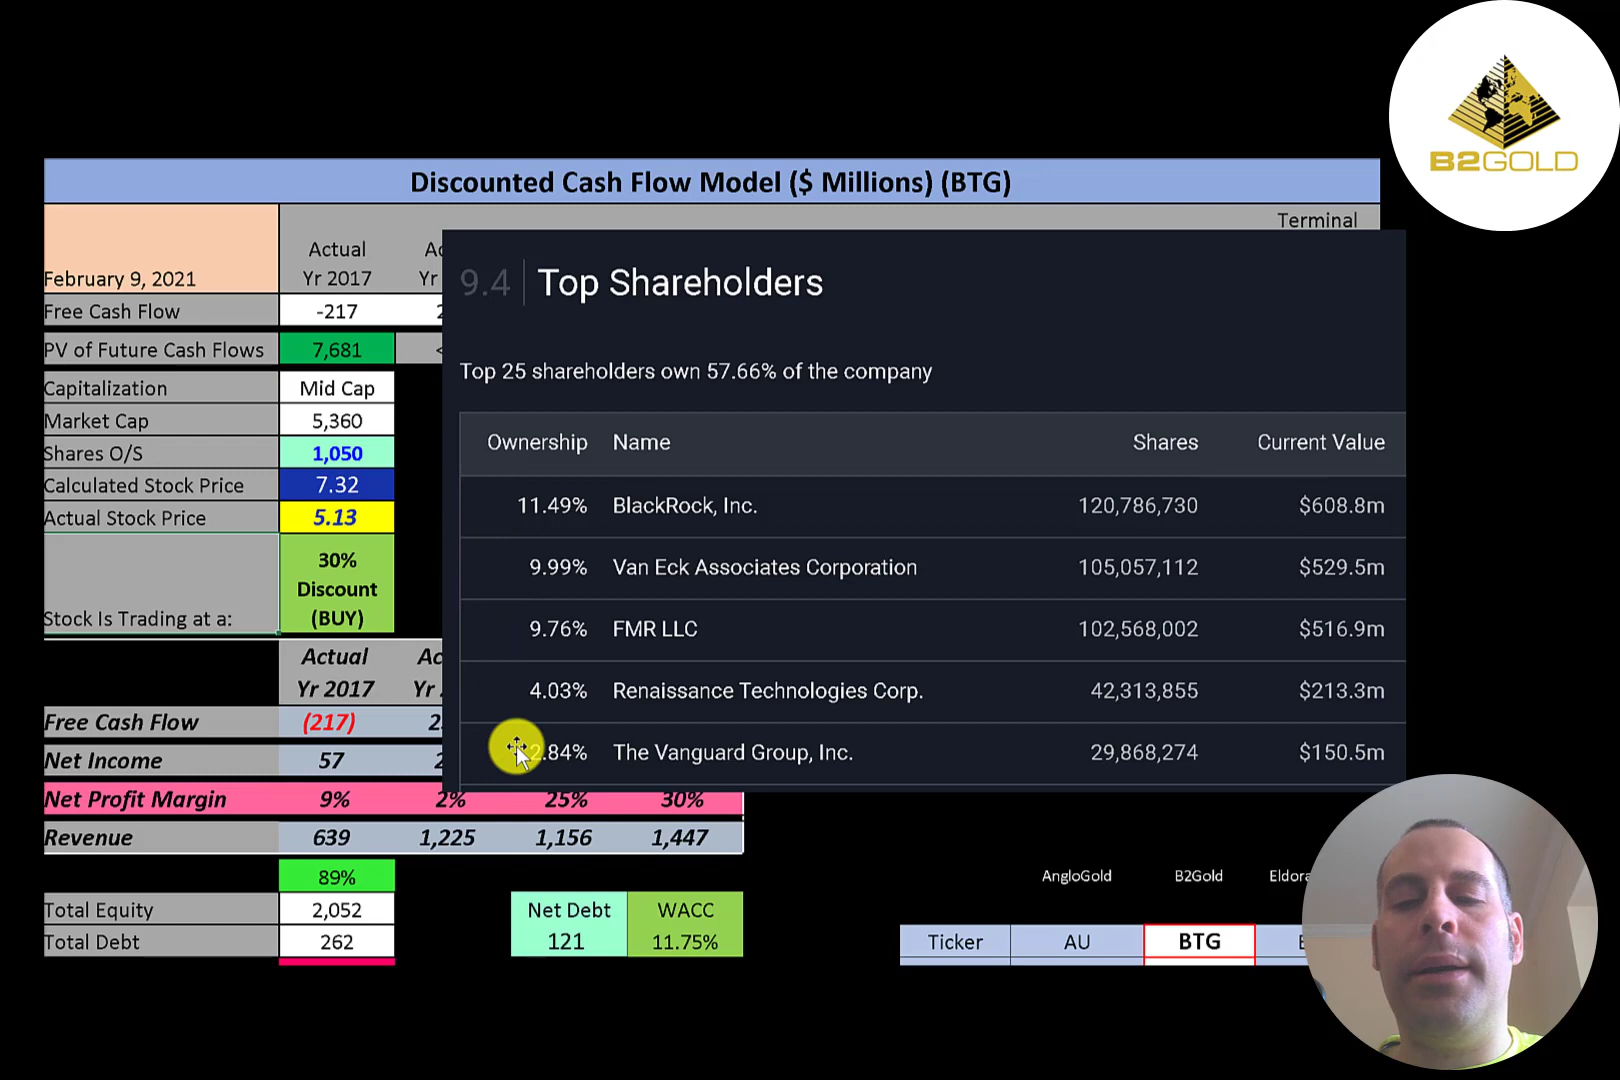 B2GOLD
Discounted Cash Flow Model ($ Millions) (BTG)
Terminal
Actual
February 9, 2021 Yr 2017 Yr
Free Cash Flow -217
PV of Future Cash Flows 7,681 <
Capitalization Mid Cap
Market Cap 5,360
Shares O/S 1,050
Calculated Stock Price 7.32
Actual Stock Price 5.13
30%
Discount
Stock Is Trading at a: (BUY)
Actual
Yr 2017 Yr
Free Cash Flow (217)
Net Income 57
Net Profit Margin 9% 2% 25% 30%
Revenue 639 1,225 1,156 1,447
89%
Total Equity 2,052
Total Debt 262
Net Debt WACC
121 11.75%
9.4 Top Shareholders
Top 25 shareholders own 57.66% of the company
Ownership Name Shares Current Value
11.49% BlackRock, Inc. 120,786,730 $608.8m
9.99% Van Eck Associates Corporation 105,057,112 $529.5m
9.76% FMR LLC 102,568,002 $516.9m
4.03% Renaissance Technologies Corp. 42,313,855 $213.3m
2.84% The Vanguard Group, Inc. 29,868,274 $150.5m
AngloGold B2Gold Eldora
Ticker AU BTG E